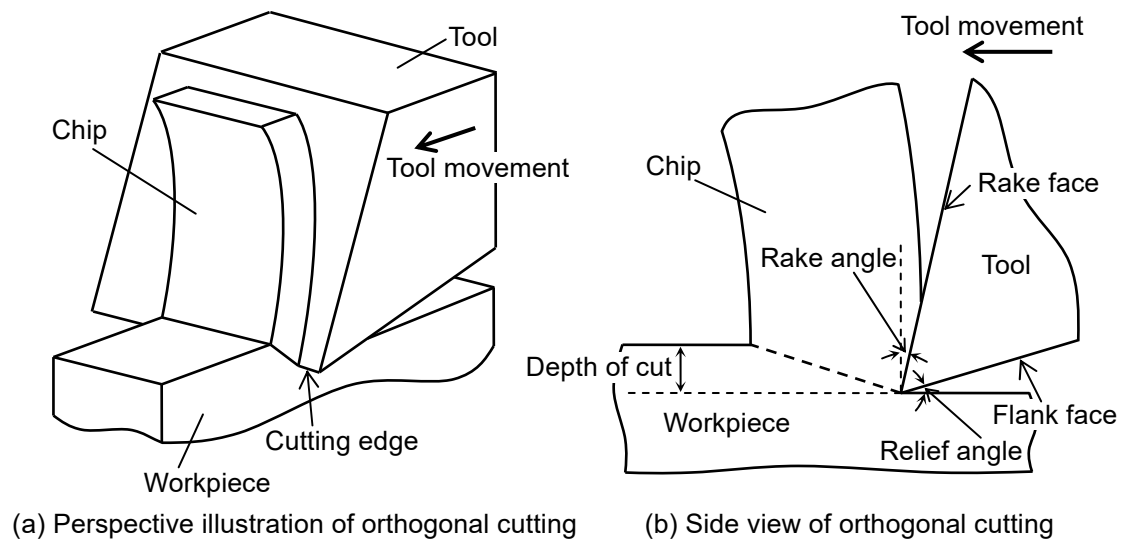 Tool
Chip
Tool movement
Cutting edge
Workpiece
(a) Perspective illustration of orthogonal cutting
Tool movement
Chip
Rake face
Rake angle
Tool
Depth of cut
Workpiece
Flank face
Relief angle
(b) Side view of orthogonal cutting